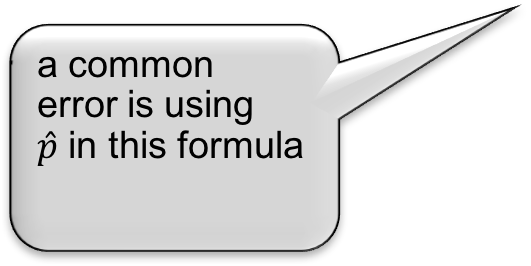 a common
error is using
p̂ in this formula